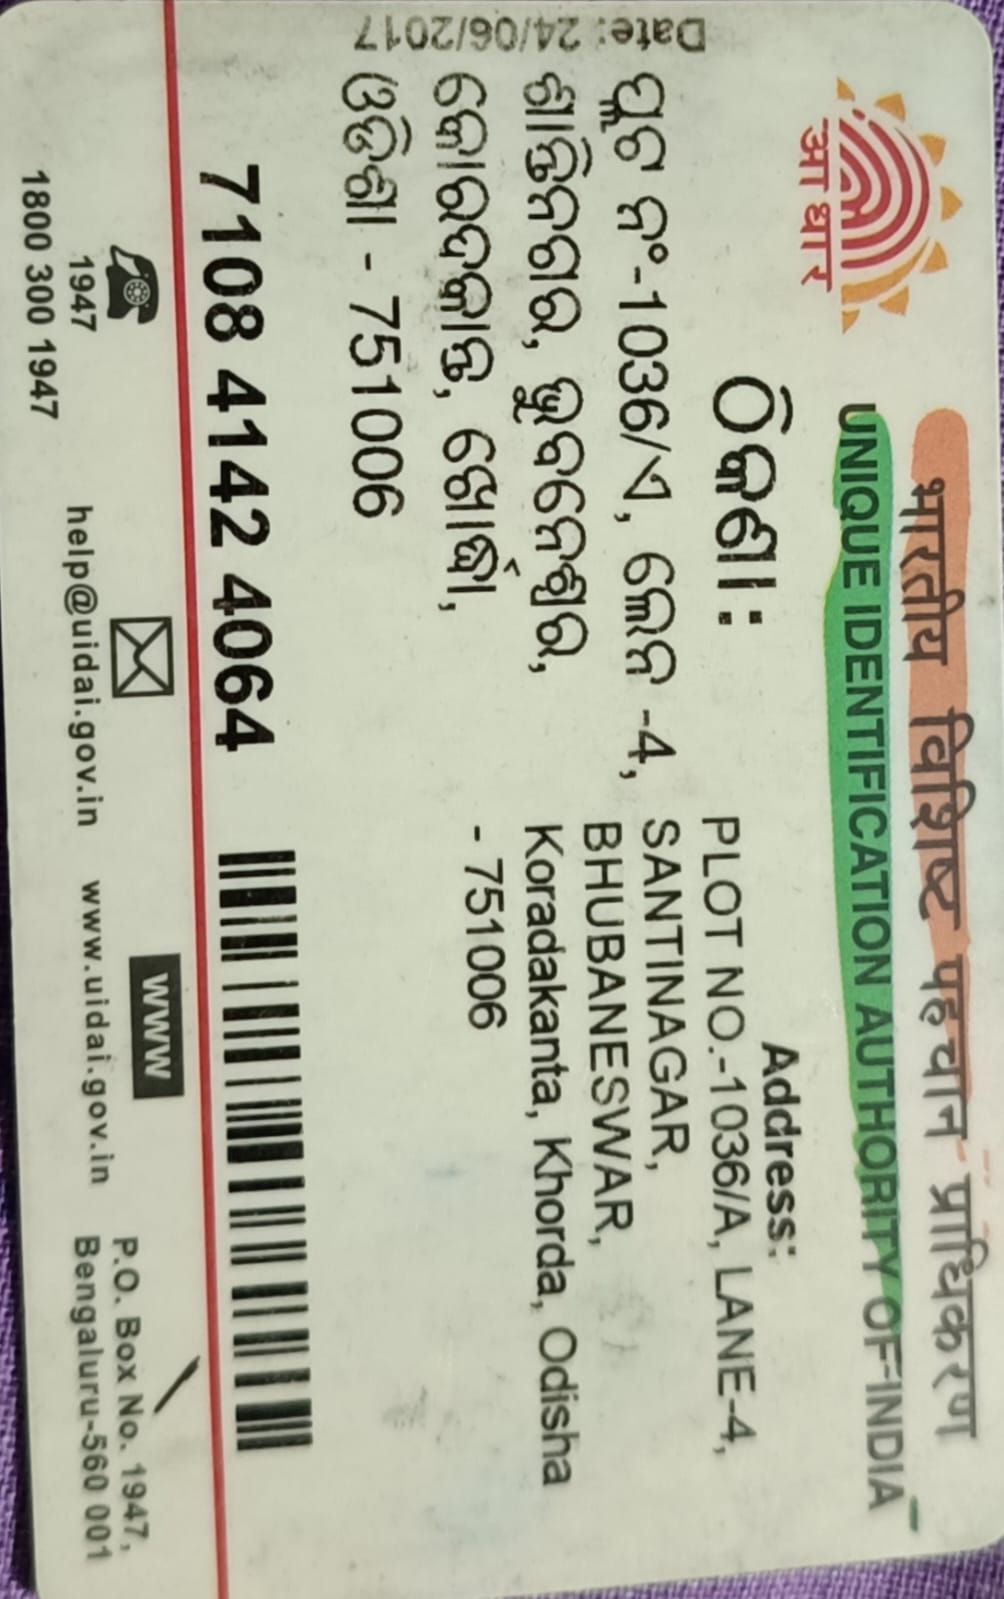 भारतीय विशिष्ट पहचान प्राधिकरण
UNIQUE IDENTIFICATION AUTHORITY OF INDIA
आधार
Date: 24/06/2017
ଠିକଣା:
ପ୍ଲଟ ନଂ-1036/ଏ, ଲେନ -4,
ଶାନ୍ତିନଗର, ଭୁବନେଶ୍ୱର,
କୋରଦକାନ୍ତ, ଖୋର୍ଦ୍ଧା,
ଓଡିଶା - 751006
Address:
PLOT NO.-1036/A, LANE-4,
SANTINAGAR,
BHUBANESWAR,
Koradakanta, Khorda, Odisha
- 751006
7108 4142 4064
1947
1800 300 1947
help@uidai.gov.in
WWW
www.uidai.gov.in
P.O. Box No. 1947,
Bengaluru-560 001